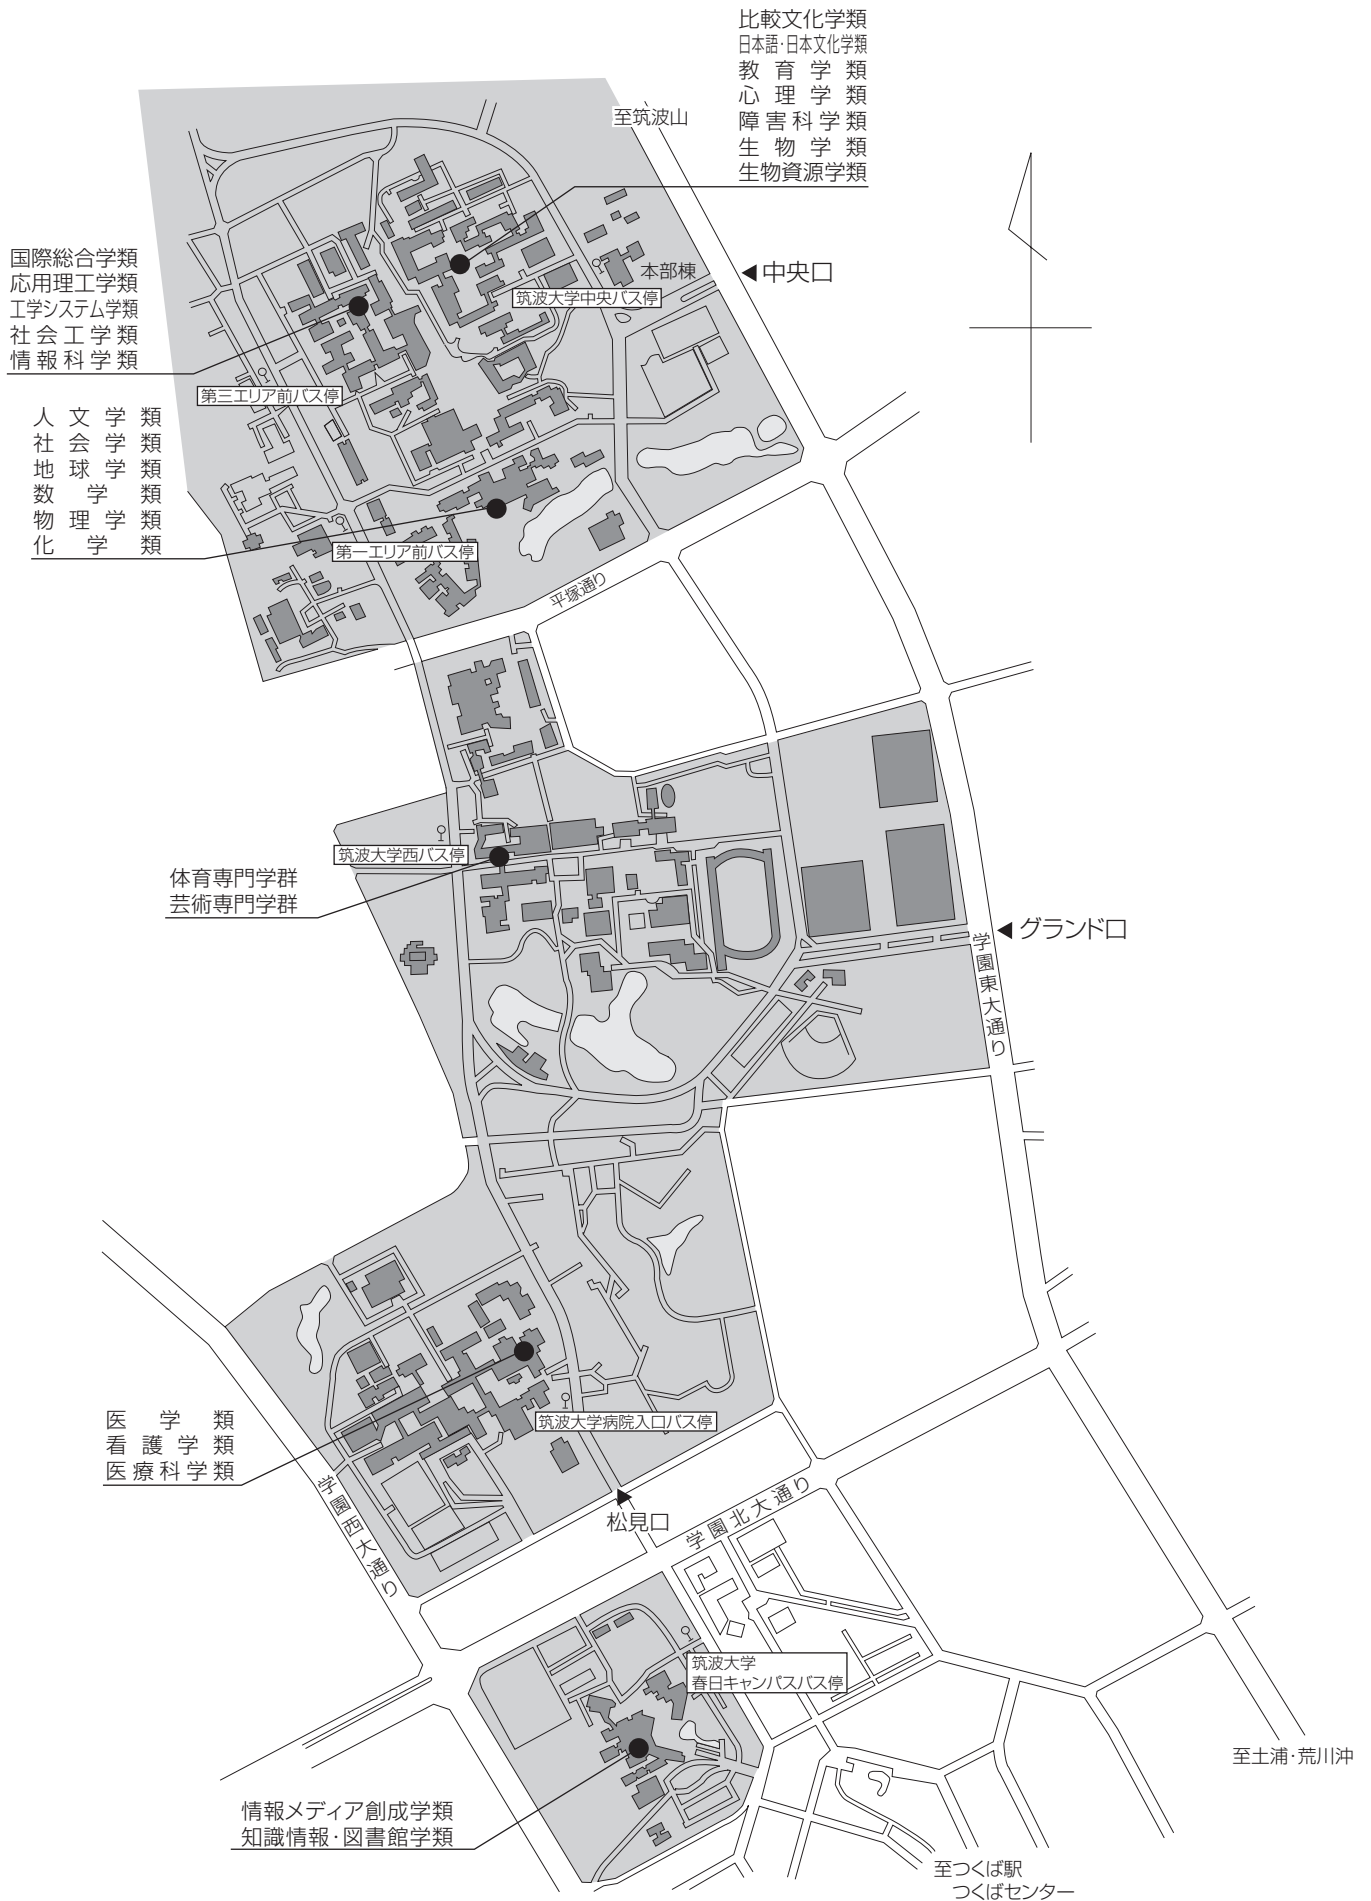 比較文化学類
日本語・日本文化学類
教育学類
心理学類
障害科学類
生物学類
生物資源学類
至筑波山
国際総合学類
応用理工学類
工学システム学類
社会工学類
情報科学類
本部棟
中央口
筑波大学中央バス停
第三エリア前バス停
人文学類
社会学類
地球学類
数学類
物理学類
化学類
第一エリア前バス停
平塚通り
筑波大学西バス停
体育専門学群
芸術専門学群
グランド口
学園東大通り
医学類
看護学類
医療科学類
筑波大学病院入口バス停
学園西大通り
松見口
学園北大通り
筑波大学
春日キャンパスバス停
至土浦・荒川沖
情報メディア創成学類
知識情報・図書館学類
至つくば駅
つくばセンター